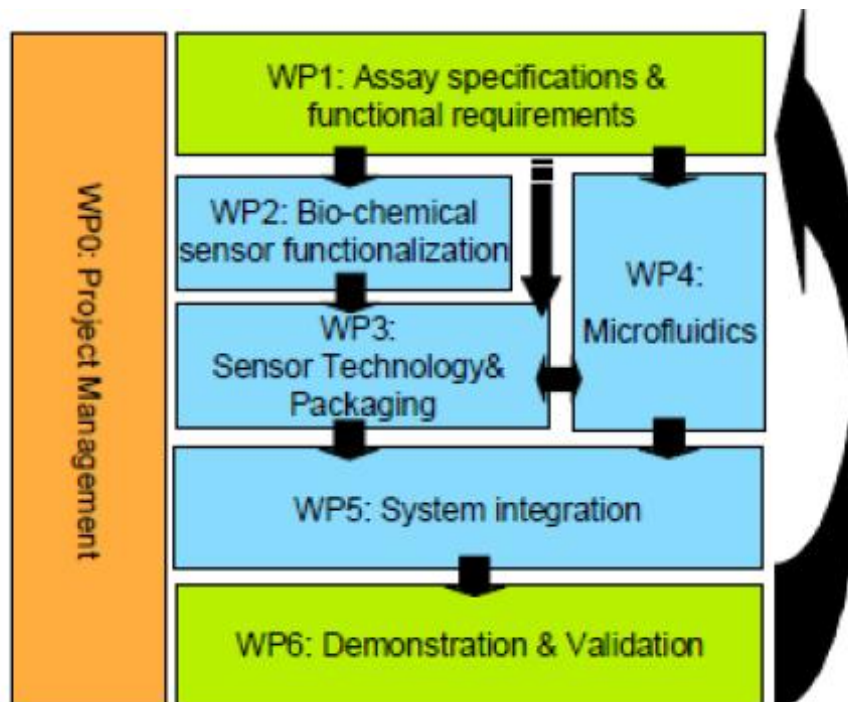 WP0: Project Management
WP1: Assay specifications &
functional requirements
WP2: Bio-chemical
sensor functionalization
WP3:
Sensor Technology&
Packaging
WP4:
Microfluidics
WP5: System integration
WP6: Demonstration & Validation